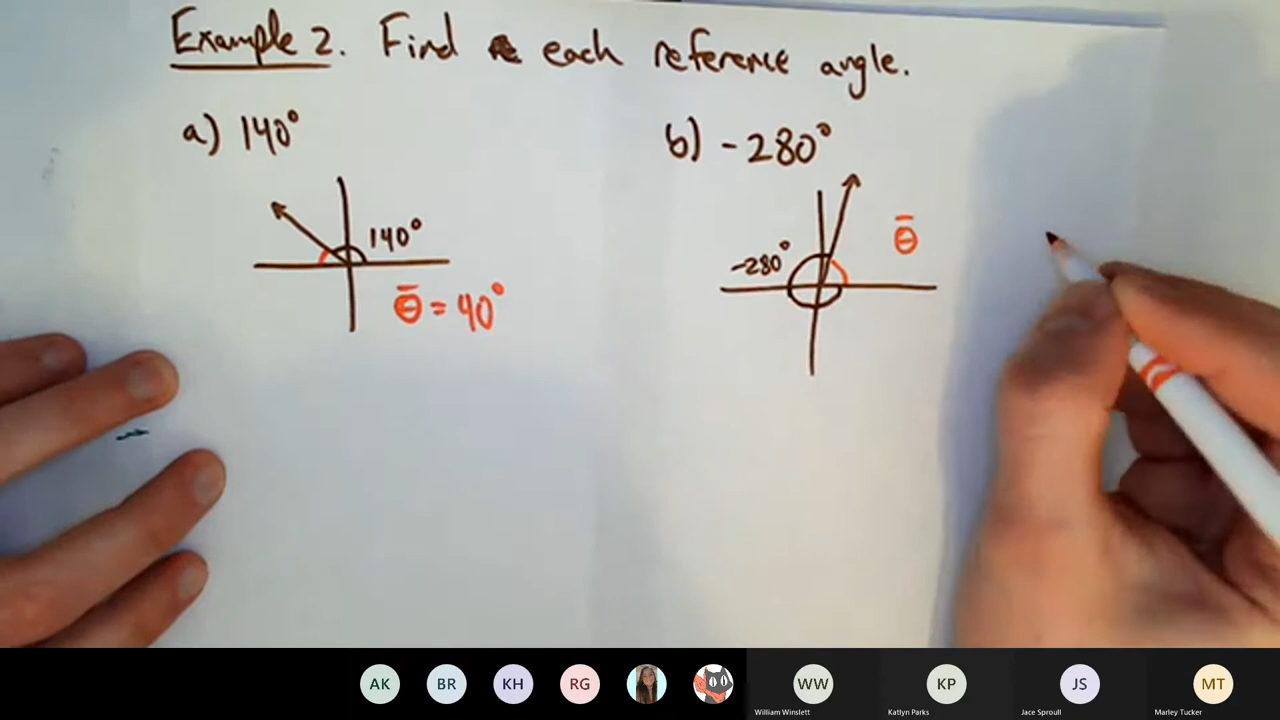 Example 2. Find each reference angle.
a) 140°
b) -280°
140°
θ̄ = 40°
-280°
θ̄
AK BR KH RG WW KP JS MT
William Winslett Katlyn Parks Jace Sproull Marley Tucker